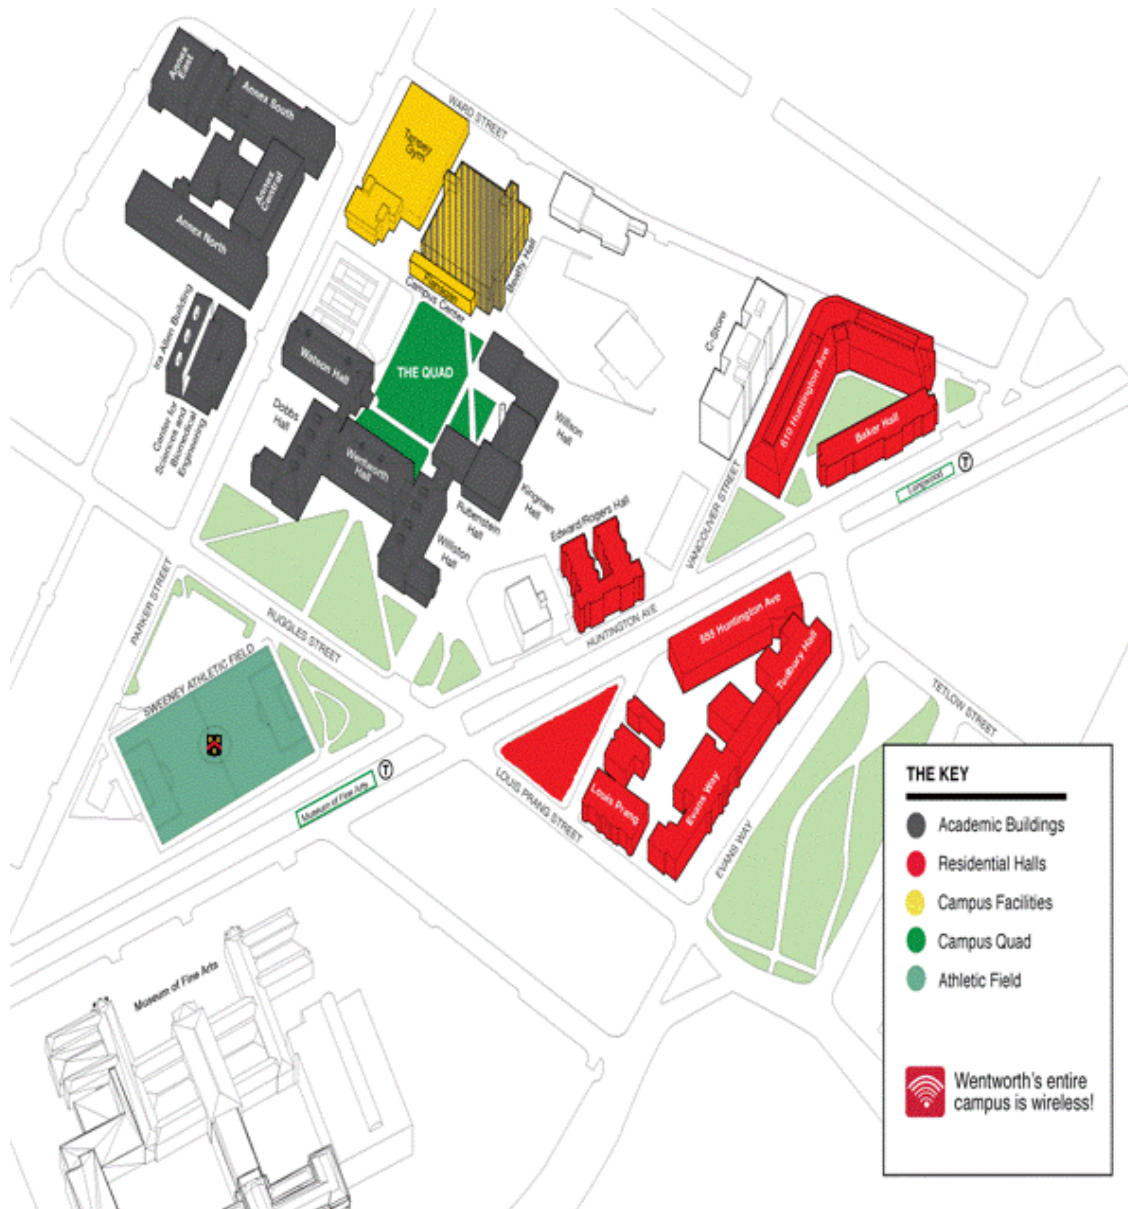 Annex
East
Annex South
Annex
Central
Annex North
WARD STREET
Tansey
Gym
Beatty Hall
Flanagan
Campus Center
Ira Allen Building
Center for
Sciences and
Biomedical
Engineering
Watson Hall
THE QUAD
Dobbs
Hall
Wentworth
Hall
Willson
Hall
Kingman
Hall
Rubenstein
Hall
Williston
Hall
C-Store
610 Huntington Ave
Baker Hall
Longwood
T
VANCOUVER STREET
Edward/Rogers Hall
HUNTINGTON AVE
PARKER STREET
RUGGLES STREET
SWEENEY ATHLETIC FIELD
555 Huntington Ave
Tudbury Hall
TETLOW STREET
Louis Prang
Evans Way
LOUIS PRANG STREET
EVANS WAY
Museum of Fine Arts
T
Museum of Fine Arts
THE KEY
Academic Buildings
Residential Halls
Campus Facilities
Campus Quad
Athletic Field
Wentworth's entire
campus is wireless!